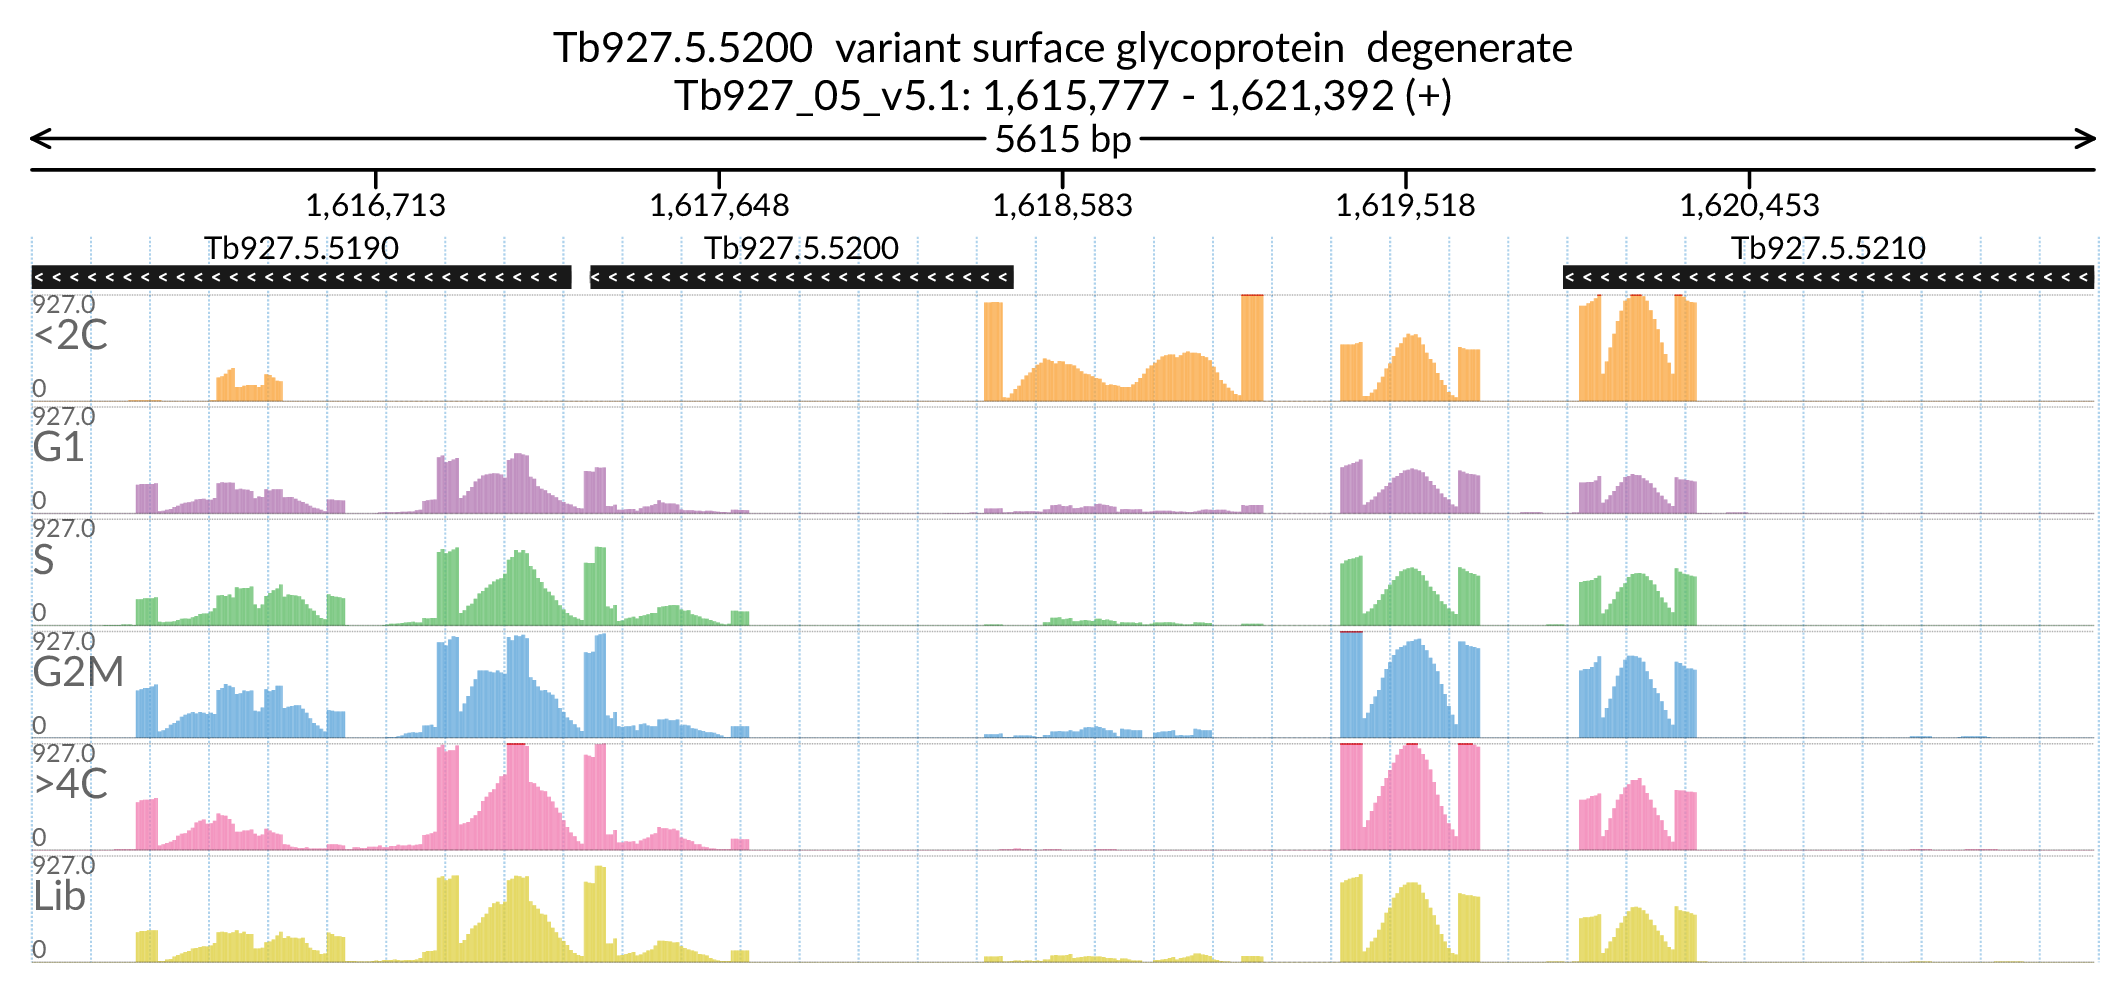 Tb927.5.5200 variant surface glycoprotein degenerate
Tb927_05_v5.1: 1,615,777 - 1,621,392 (+)
5615 bp
1,616,713 1,617,648 1,618,583 1,619,518 1,620,453
Tb927.5.5190 Tb927.5.5200 Tb927.5.5210
927.0
<2C
0
927.0
G1
0
927.0
S
0
927.0
G2M
0
927.0
>4C
0
927.0
Lib
0